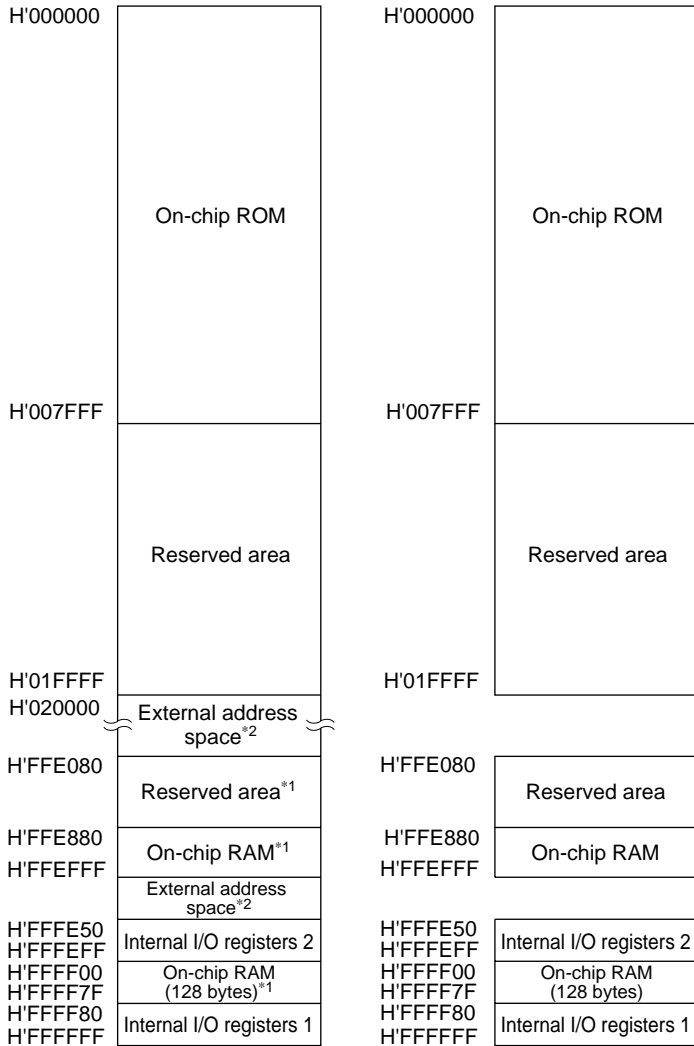 H'000000
On-chip ROM
H'007FFF
Reserved area
H'01FFFF
H'020000
External address
space*2
H'FFE080
Reserved area*1
H'FFE880
On-chip RAM*1
H'FFEFFF
External address
space*2
H'FFFE50
Internal I/O registers 2
H'FFFEFF
H'FFFF00
On-chip RAM
(128 bytes)*1
H'FFFF7F
H'FFFF80
Internal I/O registers 1
H'FFFFFF
H'000000
On-chip ROM
H'007FFF
Reserved area
H'01FFFF
H'FFE080
Reserved area
H'FFE880
On-chip RAM
H'FFEFFF
H'FFFE50
Internal I/O registers 2
H'FFFEFF
H'FFFF00
On-chip RAM
(128 bytes)
H'FFFF7F
H'FFFF80
Internal I/O registers 1
H'FFFFFF